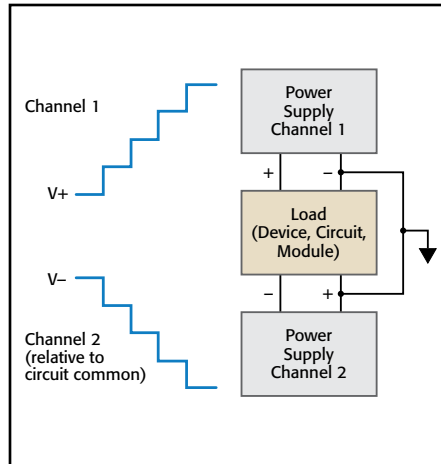 Channel 1
V+
Power
Supply
Channel 1
+ −
Load
(Device, Circuit,
Module)
V−
− +
Channel 2
(relative to
circuit common)
Power
Supply
Channel 2